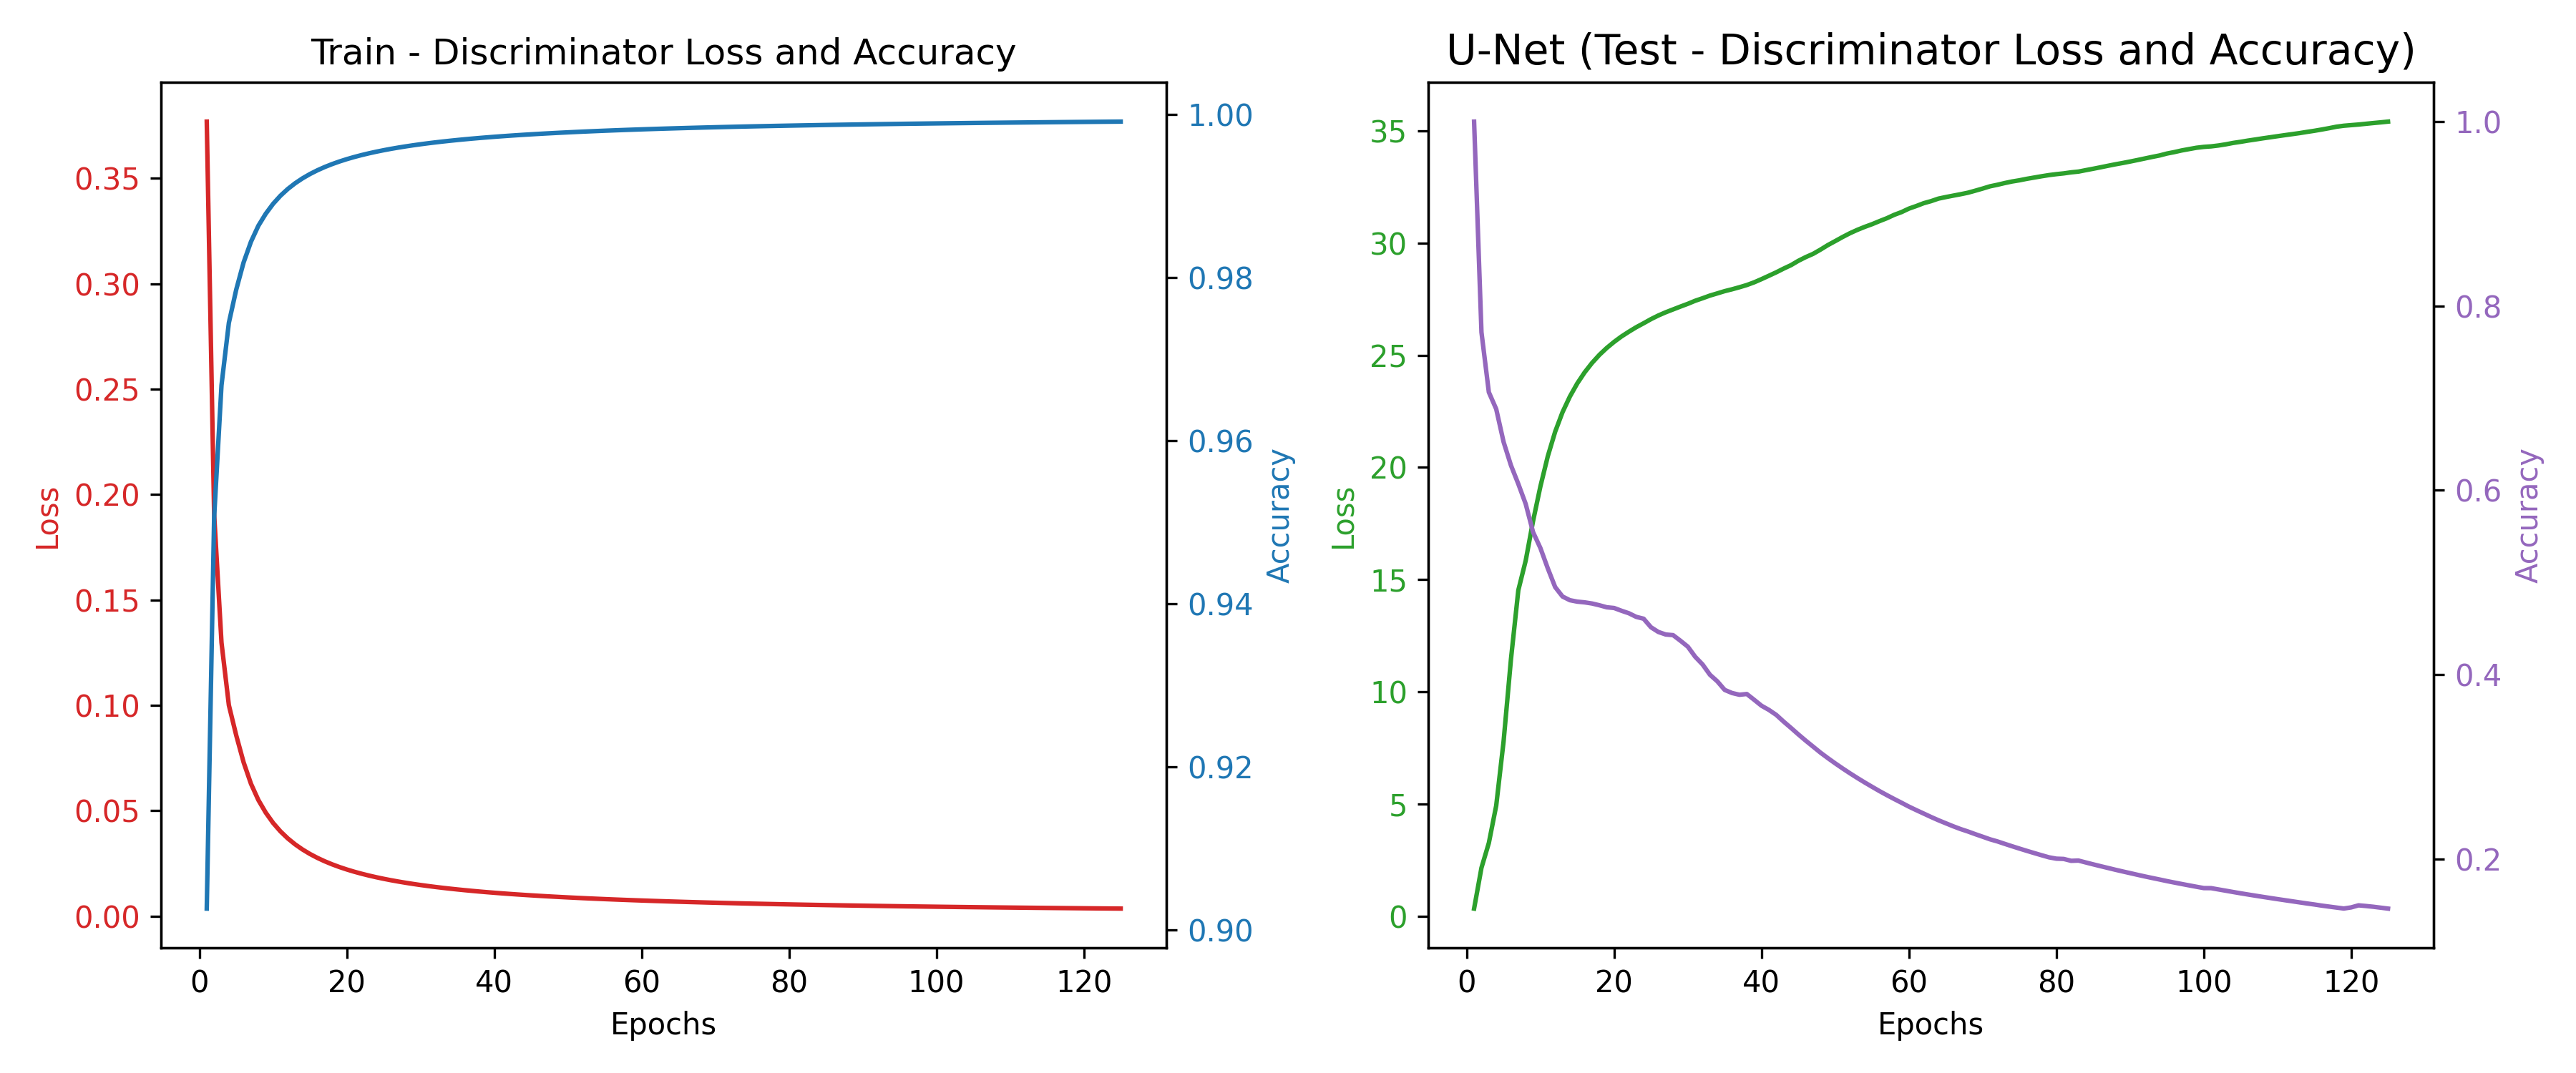 Train - Discriminator Loss and Accuracy
0.35
0.30
0.25
0.20
0.15
0.10
0.05
0.00
Loss
1.00
0.98
0.96
0.94
0.92
0.90
Accuracy
0 20 40 60 80 100 120
Epochs
U-Net (Test - Discriminator Loss and Accuracy)
35
30
25
20
15
10
5
0
Loss
1.0
0.8
0.6
0.4
0.2
Accuracy
0 20 40 60 80 100 120
Epochs